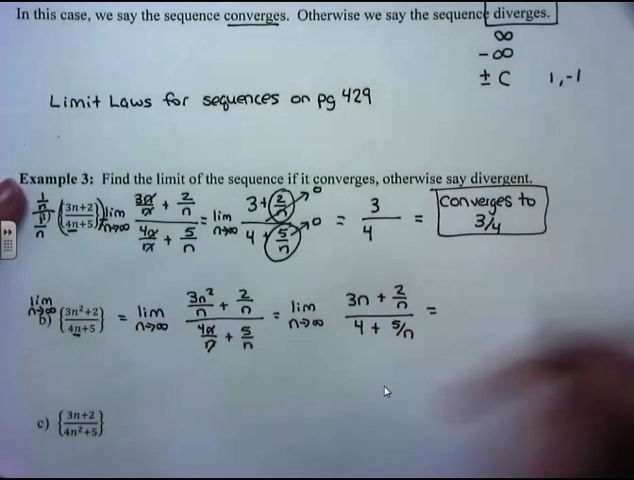 In this case, we say the sequence converges. Otherwise we say the sequence diverges.
∞
-∞
± C 1, -1
Limit Laws for sequences on pg 429
Example 3: Find the limit of the sequence if it converges, otherwise say divergent.
1/n {3n+2 / 4n+5} lim n→∞ (3n/n + 2/n) / (4n/n + 5/n) = lim n→∞ (3 + 2/n → 0) / (4 + 5/n → 0) = 3/4 = Converges to 3/4
lim n→∞ b) {3n²+2 / 4n+5} = lim n→∞ (3n²/n + 2/n) / (4n/n + 5/n) = lim n→∞ (3n + 2/n) / (4 + 5/n) =
c) {3n+2 / 4n²+5}